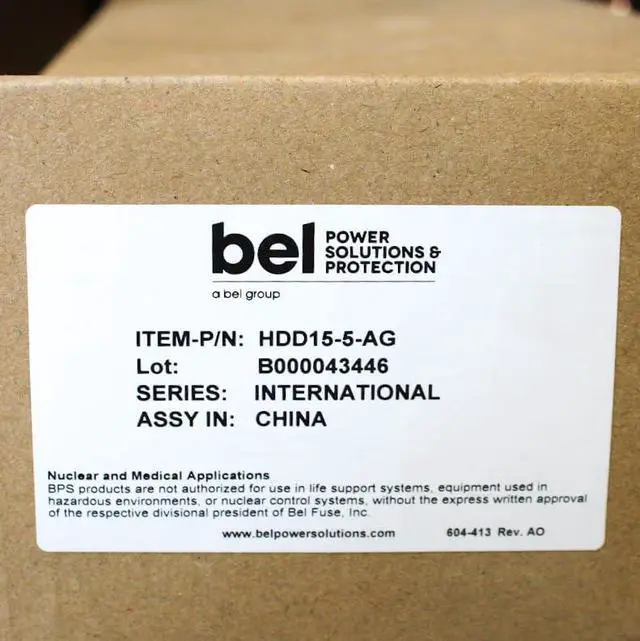 bel POWER
SOLUTIONS &
PROTECTION
a bel group
ITEM-P/N: HDD15-5-AG
Lot: B000043446
SERIES: INTERNATIONAL
ASSY IN: CHINA
Nuclear and Medical Applications
BPS products are not authorized for use in life support systems, equipment used in
hazardous environments, or nuclear control systems, without the express written approval
of the respective divisional president of Bel Fuse, Inc.
www.belpowersolutions.com 604-413 Rev. AO